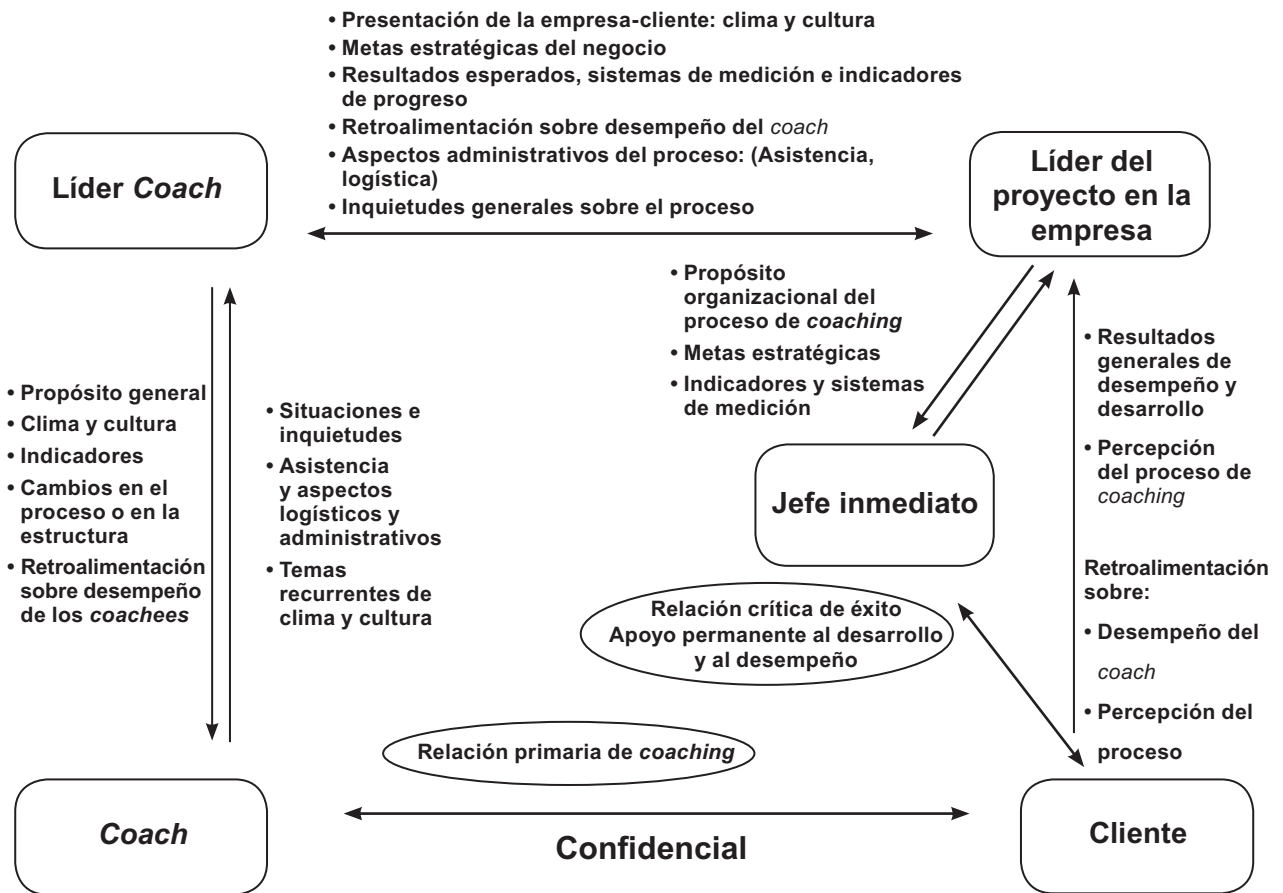 • Presentación de la empresa-cliente: clima y cultura
• Metas estratégicas del negocio
• Resultados esperados, sistemas de medición e indicadores
de progreso
• Retroalimentación sobre desempeño del coach
• Aspectos administrativos del proceso: (Asistencia,
logística)
• Inquietudes generales sobre el proceso
Líder Coach
Líder del
proyecto en la
empresa
• Propósito general
• Clima y cultura
• Indicadores
• Cambios en el
proceso o en la
estructura
• Retroalimentación
sobre desempeño
de los coachees
• Situaciones e
inquietudes
• Asistencia
y aspectos
logísticos y
administrativos
• Temas
recurrentes de
clima y cultura
• Propósito
organizacional del
proceso de coaching
• Metas estratégicas
• Indicadores y sistemas
de medición
• Resultados
generales de
desempeño y
desarrollo
• Percepción
del proceso de
coaching
Jefe inmediato
Relación crítica de éxito
Apoyo permanente al desarrollo
y al desempeño
Retroalimentación
sobre:
• Desempeño del
coach
• Percepción del
proceso
Relación primaria de coaching
Coach
Confidencial
Cliente